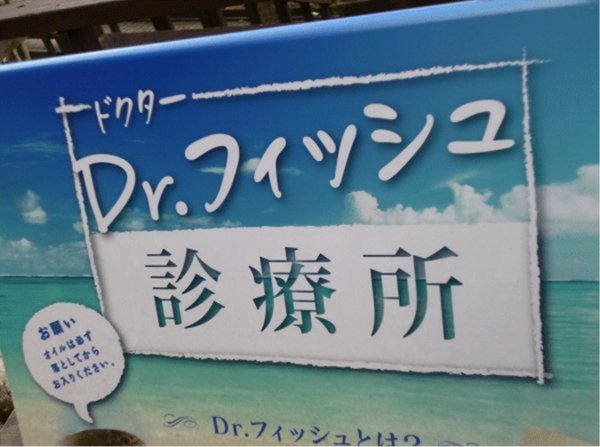 ドクター
Dr.フィッシュ
診療所
お願い
オイルは必ず
落としてから
お入りください。
Dr.フィッシュとは?